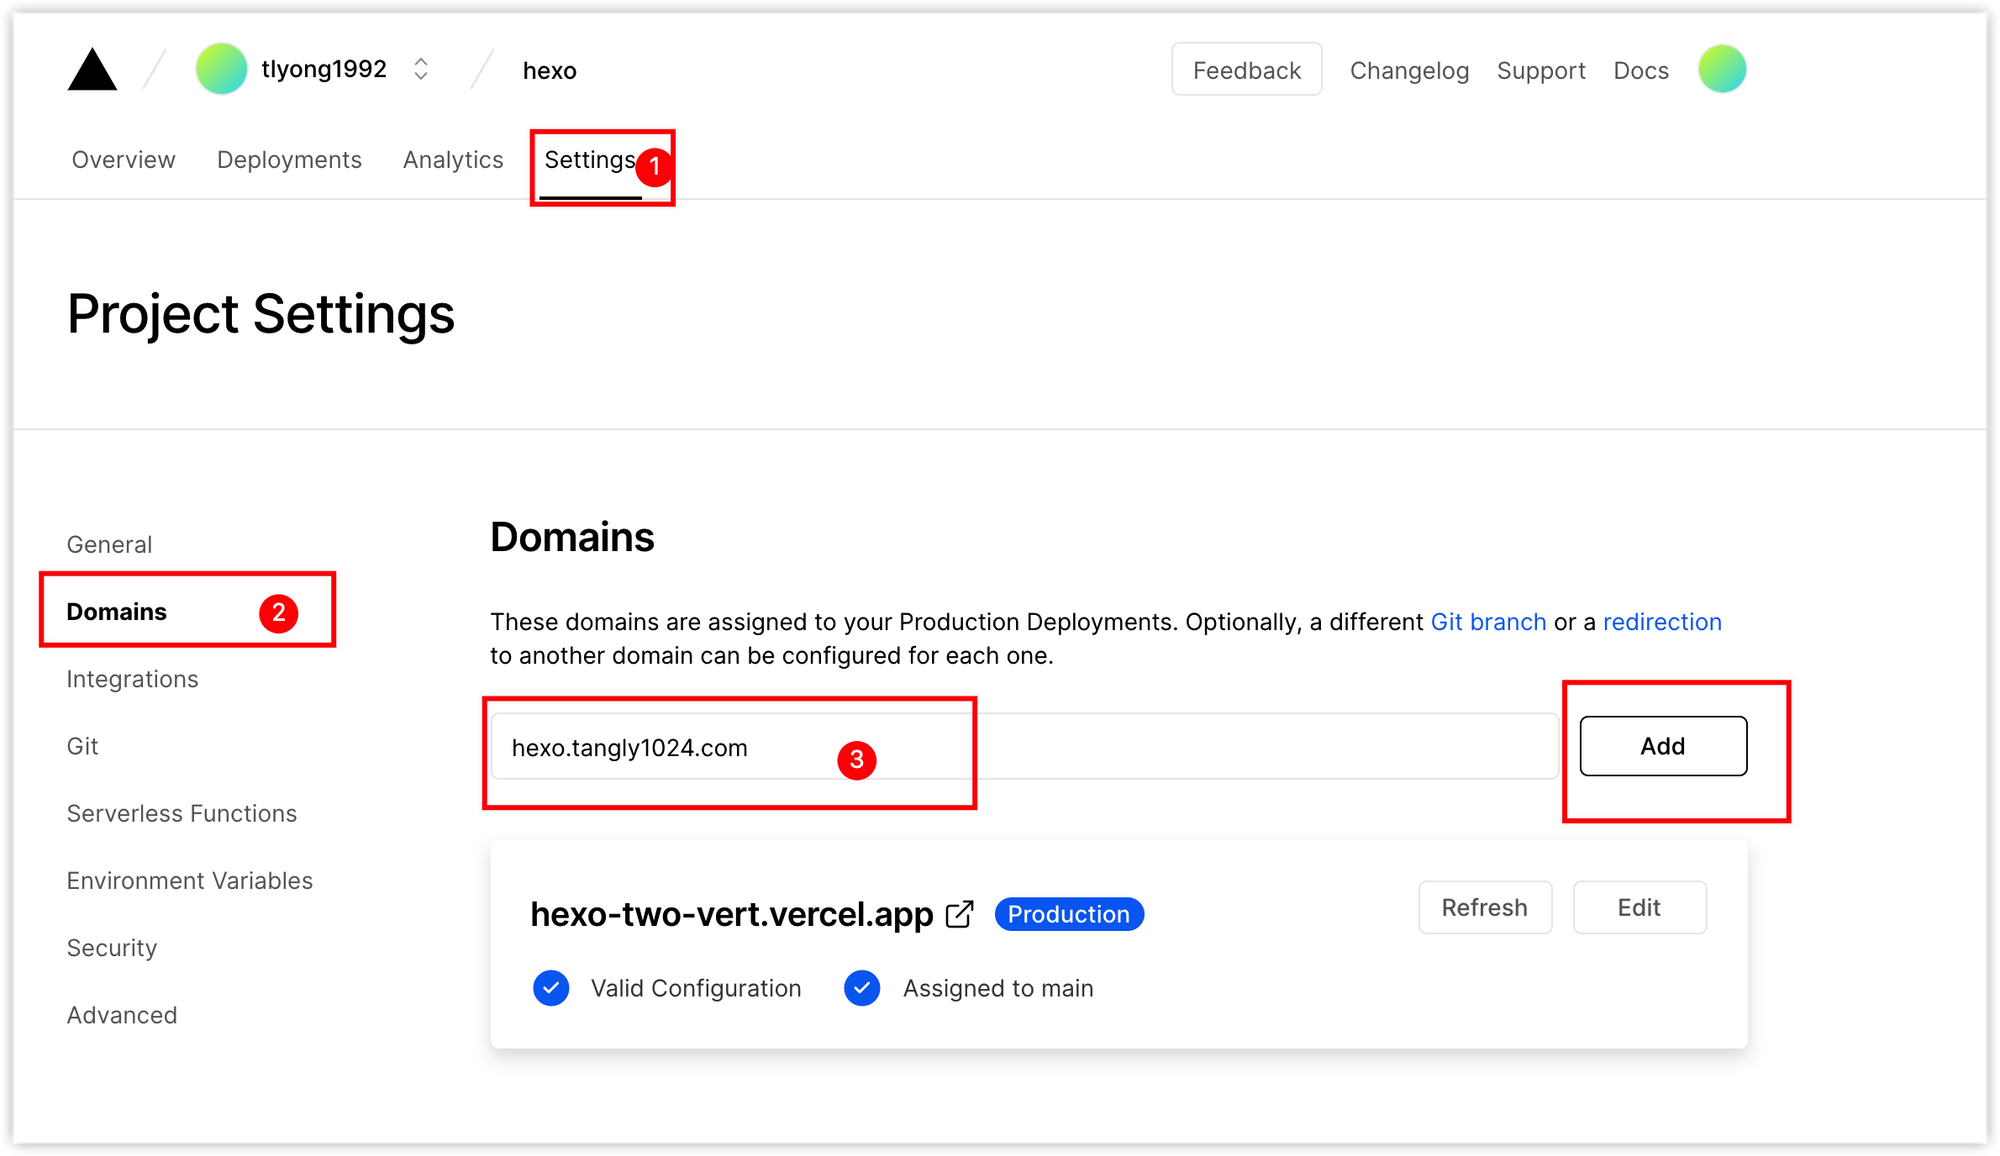 tlyong1992
hexo
Feedback
Changelog
Support
Docs
Overview
Deployments
Analytics
Settings
1
Project Settings
General
Domains
2
Integrations
Git
Serverless Functions
Environment Variables
Security
Advanced
Domains
These domains are assigned to your Production Deployments. Optionally, a different Git branch or a redirection
to another domain can be configured for each one.
hexo.tangly1024.com
3
Add
hexo-two-vert.vercel.app
Production
Refresh
Edit
Valid Configuration
Assigned to main